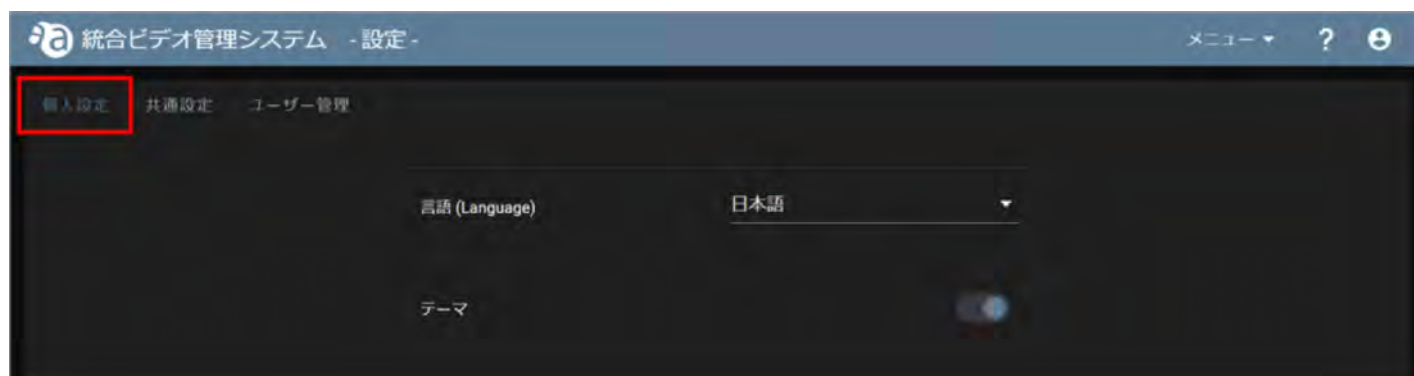 統合ビデオ管理システム - 設定 -
メニュー ?
個人設定 共通設定 ユーザー管理
言語 (Language) 日本語
テーマ